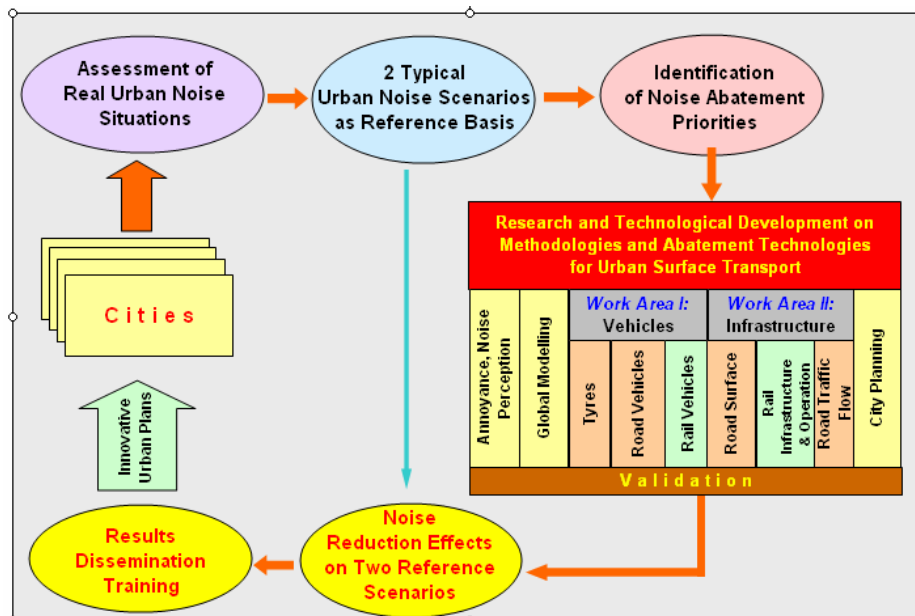 Assessment of
Real Urban Noise
Situations
2 Typical
Urban Noise Scenarios
as Reference Basis
Identification
of Noise Abatement
Priorities
Research and Technological Development on
Methodologies and Abatement Technologies
for Urban Surface Transport
Work Area I:
Vehicles
Work Area II:
Infrastructure
Annoyance, Noise
Perception
Global Modelling
Tyres
Road Vehicles
Rail Vehicles
Road Surface
Rail
Infrastructure
& Operation
Road Traffic
Flow
City Planning
Validation
Cities
Innovative
Urban Plans
Results
Dissemination
Training
Noise
Reduction Effects
on Two Reference
Scenarios